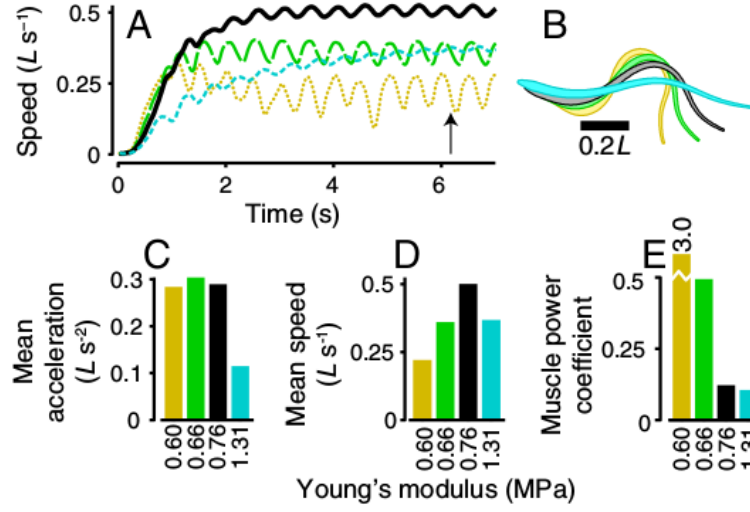 A
B
Speed (L s⁻¹)
0.5
0.25
0
0 2 4 6
Time (s)
0.2L
C
D
E
3.0
Mean
acceleration
(L s⁻²)
0.3
0.2
0.1
0
0.60 0.66 0.76 1.31
Mean speed
(L s⁻¹)
0.5
0.25
0
0.60 0.66 0.76 1.31
Muscle power
coefficient
0.5
0.25
0
0.60 0.66 0.76 1.31
Young's modulus (MPa)